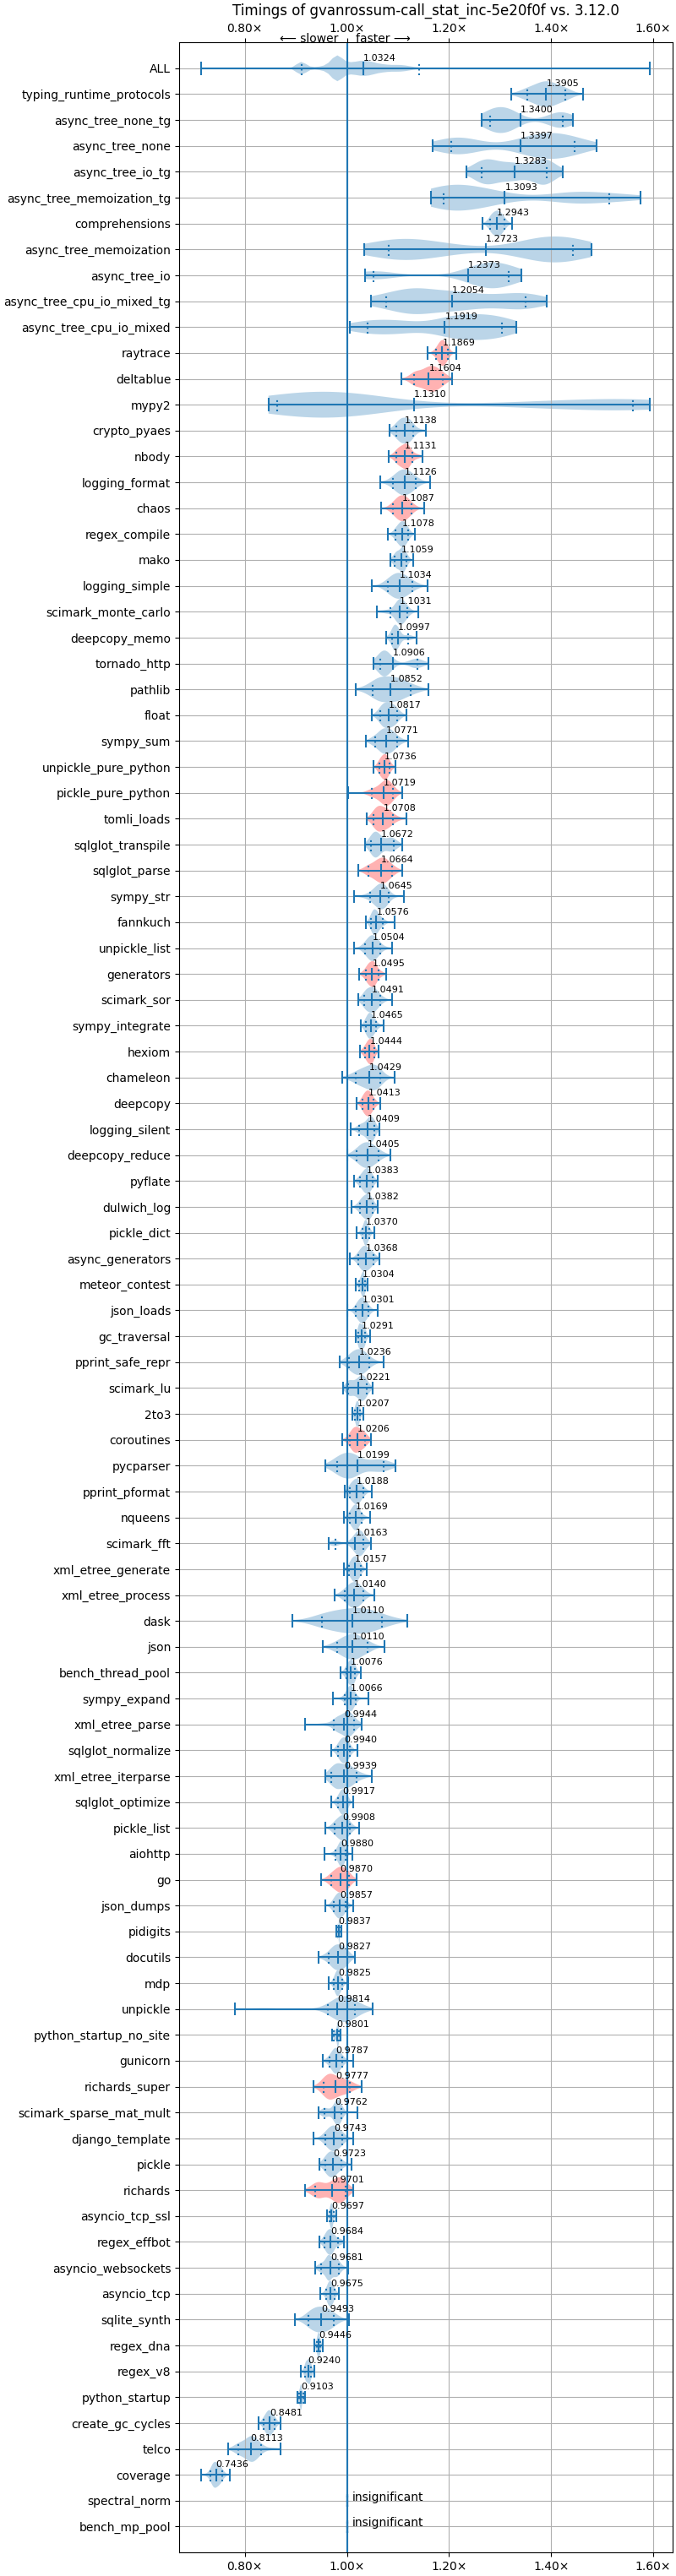 Timings of gvanrossum-call_stat_inc-5e20f0f vs. 3.12.0
0.80× 1.00× 1.20× 1.40× 1.60×
⟵ slower faster ⟶
ALL 1.0324
typing_runtime_protocols 1.3905
async_tree_none_tg 1.3400
async_tree_none 1.3397
async_tree_io_tg 1.3283
async_tree_memoization_tg 1.3093
comprehensions 1.2943
async_tree_memoization 1.2723
async_tree_io 1.2373
async_tree_cpu_io_mixed_tg 1.2054
async_tree_cpu_io_mixed 1.1919
raytrace 1.1869
deltablue 1.1604
mypy2 1.1310
crypto_pyaes 1.1138
nbody 1.1131
logging_format 1.1126
chaos 1.1087
regex_compile 1.1078
mako 1.1059
logging_simple 1.1034
scimark_monte_carlo 1.1031
deepcopy_memo 1.0997
tornado_http 1.0906
pathlib 1.0852
float 1.0817
sympy_sum 1.0771
unpickle_pure_python 1.0736
pickle_pure_python 1.0719
tomli_loads 1.0708
sqlglot_transpile 1.0672
sqlglot_parse 1.0664
sympy_str 1.0645
fannkuch 1.0576
unpickle_list 1.0504
generators 1.0495
scimark_sor 1.0491
sympy_integrate 1.0465
hexiom 1.0444
chameleon 1.0429
deepcopy 1.0413
logging_silent 1.0409
deepcopy_reduce 1.0405
pyflate 1.0383
dulwich_log 1.0382
pickle_dict 1.0370
async_generators 1.0368
meteor_contest 1.0304
json_loads 1.0301
gc_traversal 1.0291
pprint_safe_repr 1.0236
scimark_lu 1.0221
2to3 1.0207
coroutines 1.0206
pycparser 1.0199
pprint_pformat 1.0188
nqueens 1.0169
scimark_fft 1.0163
xml_etree_generate 1.0157
xml_etree_process 1.0140
dask 1.0110
json 1.0110
bench_thread_pool 1.0076
sympy_expand 1.0066
xml_etree_parse 0.9944
sqlglot_normalize 0.9940
xml_etree_iterparse 0.9939
sqlglot_optimize 0.9917
pickle_list 0.9908
aiohttp 0.9880
go 0.9870
json_dumps 0.9857
pidigits 0.9837
docutils 0.9827
mdp 0.9825
unpickle 0.9814
python_startup_no_site 0.9801
gunicorn 0.9787
richards_super 0.9777
scimark_sparse_mat_mult 0.9762
django_template 0.9743
pickle 0.9723
richards 0.9701
asyncio_tcp_ssl 0.9697
regex_effbot 0.9684
asyncio_websockets 0.9681
asyncio_tcp 0.9675
sqlite_synth 0.9493
regex_dna 0.9446
regex_v8 0.9240
python_startup 0.9103
create_gc_cycles 0.8481
telco 0.8113
coverage 0.7436
spectral_norm insignificant
bench_mp_pool insignificant
0.80× 1.00× 1.20× 1.40× 1.60×